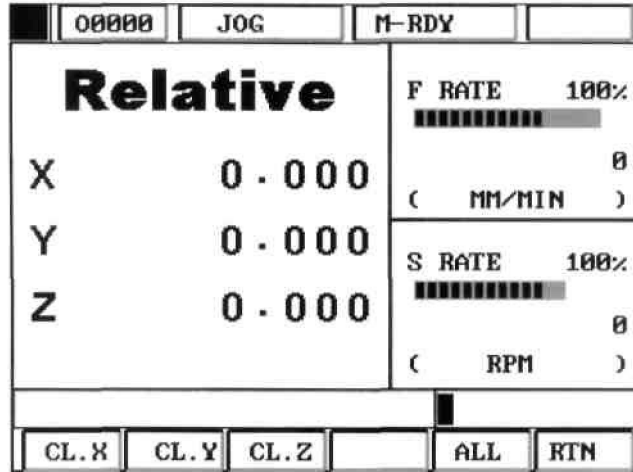 O0000 JOG M-RDY
Relative
X 0.000
Y 0.000
Z 0.000
F RATE 100%
0
( MM/MIN )
S RATE 100%
0
( RPM )
CL.X CL.Y CL.Z ALL RTN